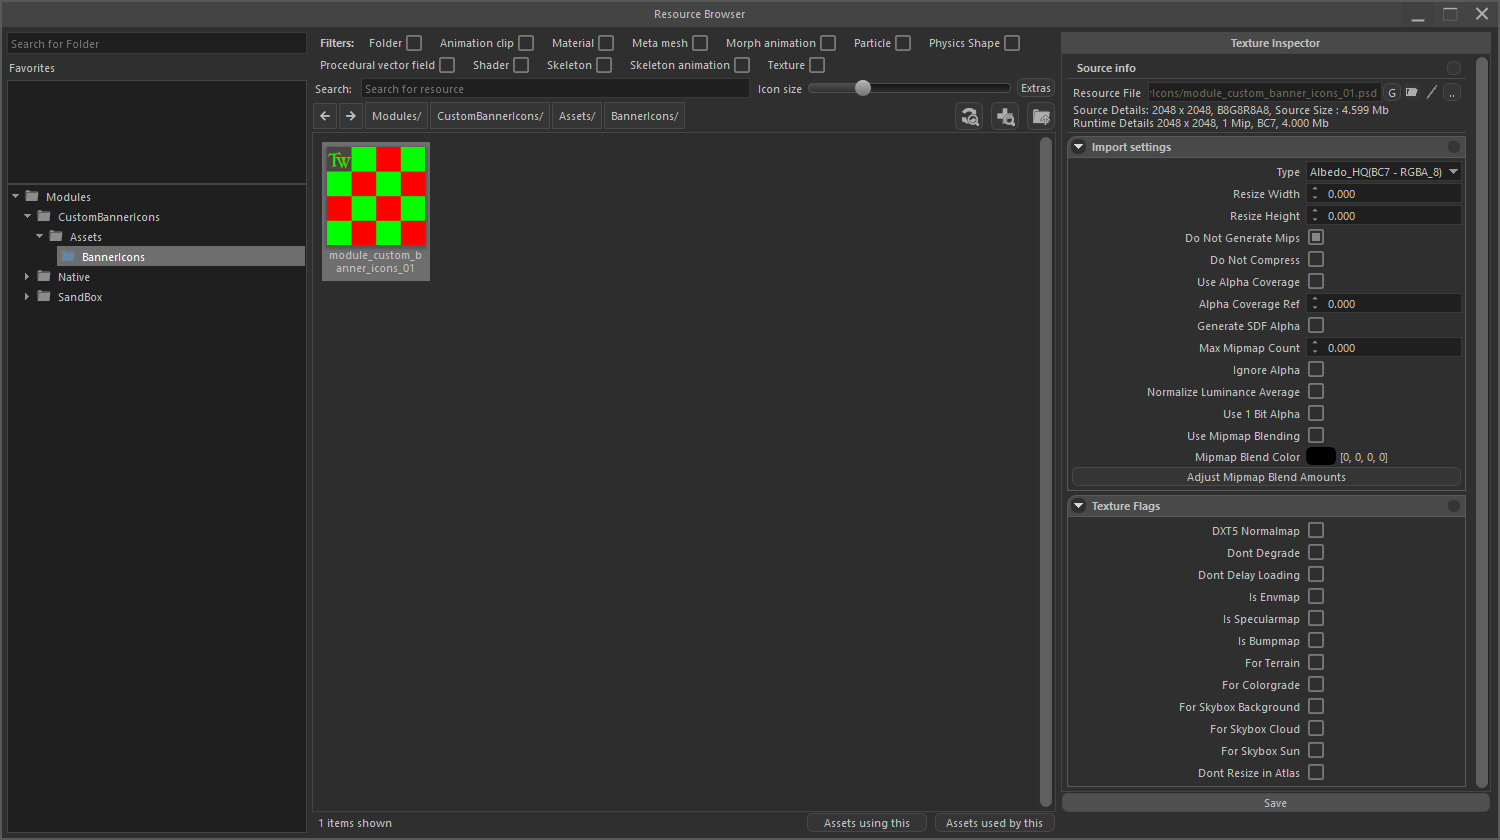 Resource Browser
Search for Folder
Favorites
Modules
CustomBannerIcons
Assets
BannerIcons
Native
SandBox
Filters: Folder Animation clip Material Meta mesh Morph animation Particle Physics Shape
Procedural vector field Shader Skeleton Skeleton animation Texture
Search: Search for resource Icon size Extras
Modules/ CustomBannerIcons/ Assets/ BannerIcons/
TW
module_custom_b
anner_icons_01
1 items shown
Assets using this Assets used by this
Texture Inspector
Source info
Resource File rIcons/module_custom_banner_icons_01.psd G ..
Source Details: 2048 x 2048, B8G8R8A8, Source Size : 4.599 Mb
Runtime Details 2048 x 2048, 1 Mip, BC7, 4.000 Mb
Import settings
Type Albedo_HQ(BC7 - RGBA_8)
Resize Width 0.000
Resize Height 0.000
Do Not Generate Mips
Do Not Compress
Use Alpha Coverage
Alpha Coverage Ref 0.000
Generate SDF Alpha
Max Mipmap Count 0.000
Ignore Alpha
Normalize Luminance Average
Use 1 Bit Alpha
Use Mipmap Blending
Mipmap Blend Color [0, 0, 0, 0]
Adjust Mipmap Blend Amounts
Texture Flags
DXT5 Normalmap
Dont Degrade
Dont Delay Loading
Is Envmap
Is Specularmap
Is Bumpmap
For Terrain
For Colorgrade
For Skybox Background
For Skybox Cloud
For Skybox Sun
Dont Resize in Atlas
Save